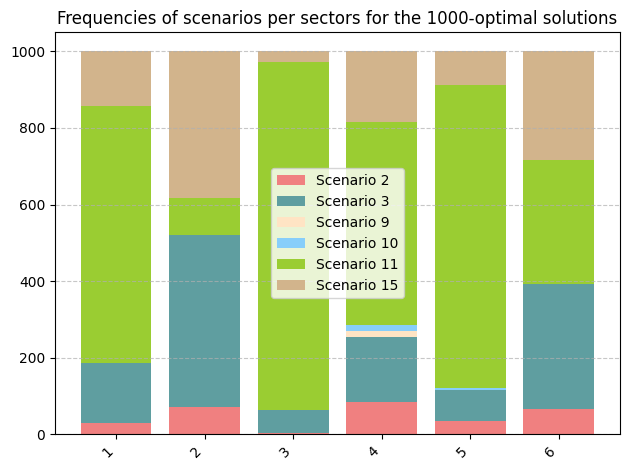 Frequencies of scenarios per sectors for the 1000-optimal solutions
1000
800
600
400
200
0
Scenario 2
Scenario 3
Scenario 9
Scenario 10
Scenario 11
Scenario 15
1 2 3 4 5 6